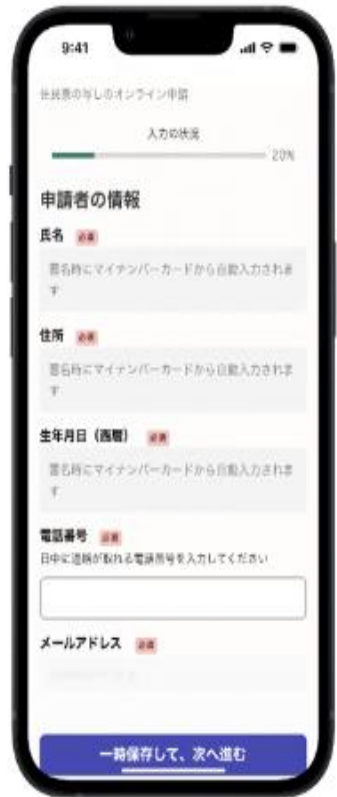 9:41
住民票の写しのオンライン申請
入力の状況
20%
申請者の情報
氏名 必須
署名時にマイナンバーカードから自動入力されま
す
住所 必須
署名時にマイナンバーカードから自動入力されま
す
生年月日（西暦） 必須
署名時にマイナンバーカードから自動入力されま
す
電話番号 必須
日中に連絡が取れる電話番号を入力してください
メールアドレス 必須
一時保存して、次へ進む